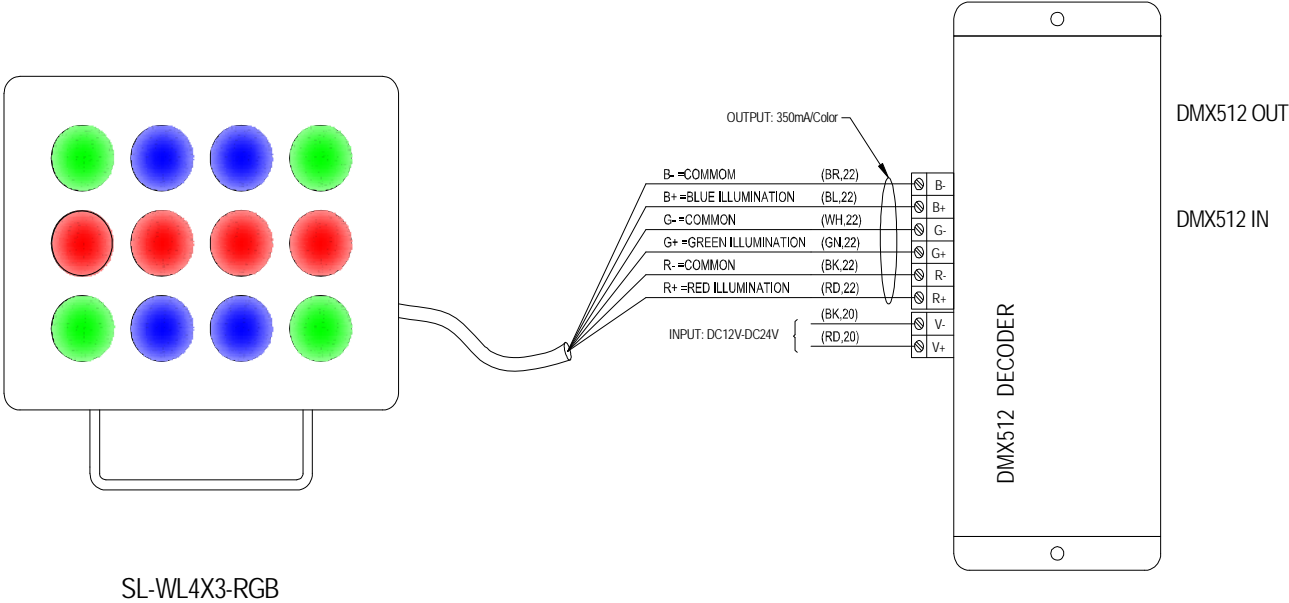 OUTPUT: 350mA/Color
DMX512 OUT
DMX512 IN
B- =COMMOM (BR,22) B-
B+ =BLUE ILLUMINATION (BL,22) B+
G- =COMMON (WH,22) G-
G+ =GREEN ILLUMINATION (GN,22) G+
R- =COMMON (BK,22) R-
R+ =RED ILLUMINATION (RD,22) R+
(BK,20) V-
INPUT: DC12V-DC24V
(RD,20) V+
DMX512 DECODER
SL-WL4X3-RGB